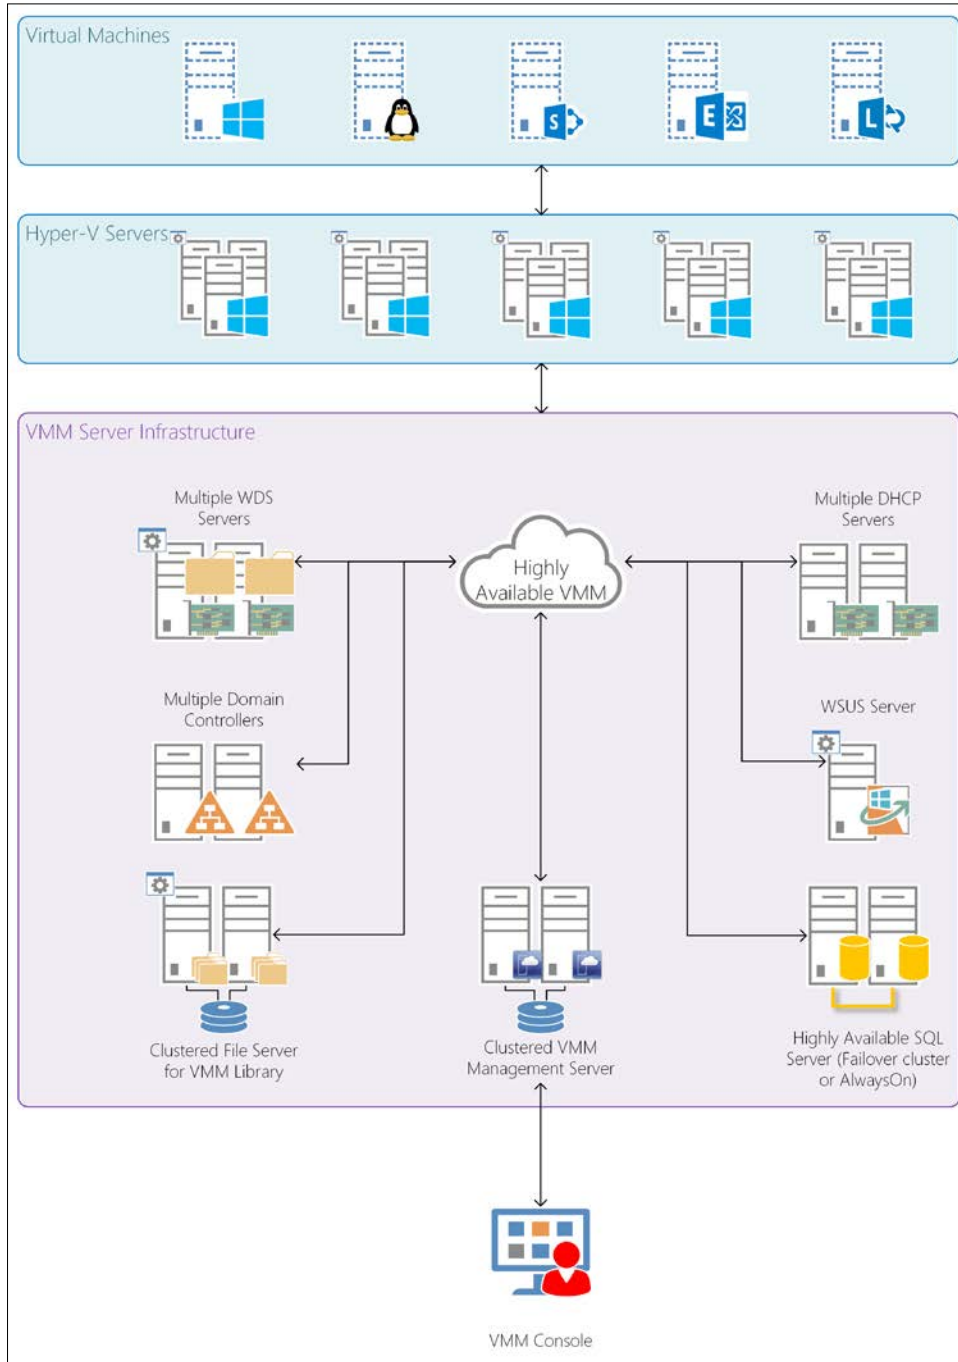 Virtual Machines
S
E
L
Hyper-V Servers
VMM Server Infrastructure
Multiple WDS
Servers
Highly
Available VMM
Multiple DHCP
Servers
Multiple Domain
Controllers
WSUS Server
Clustered File Server
for VMM Library
Clustered VMM
Management Server
Highly Available SQL
Server (Failover cluster
or AlwaysOn)
VMM Console